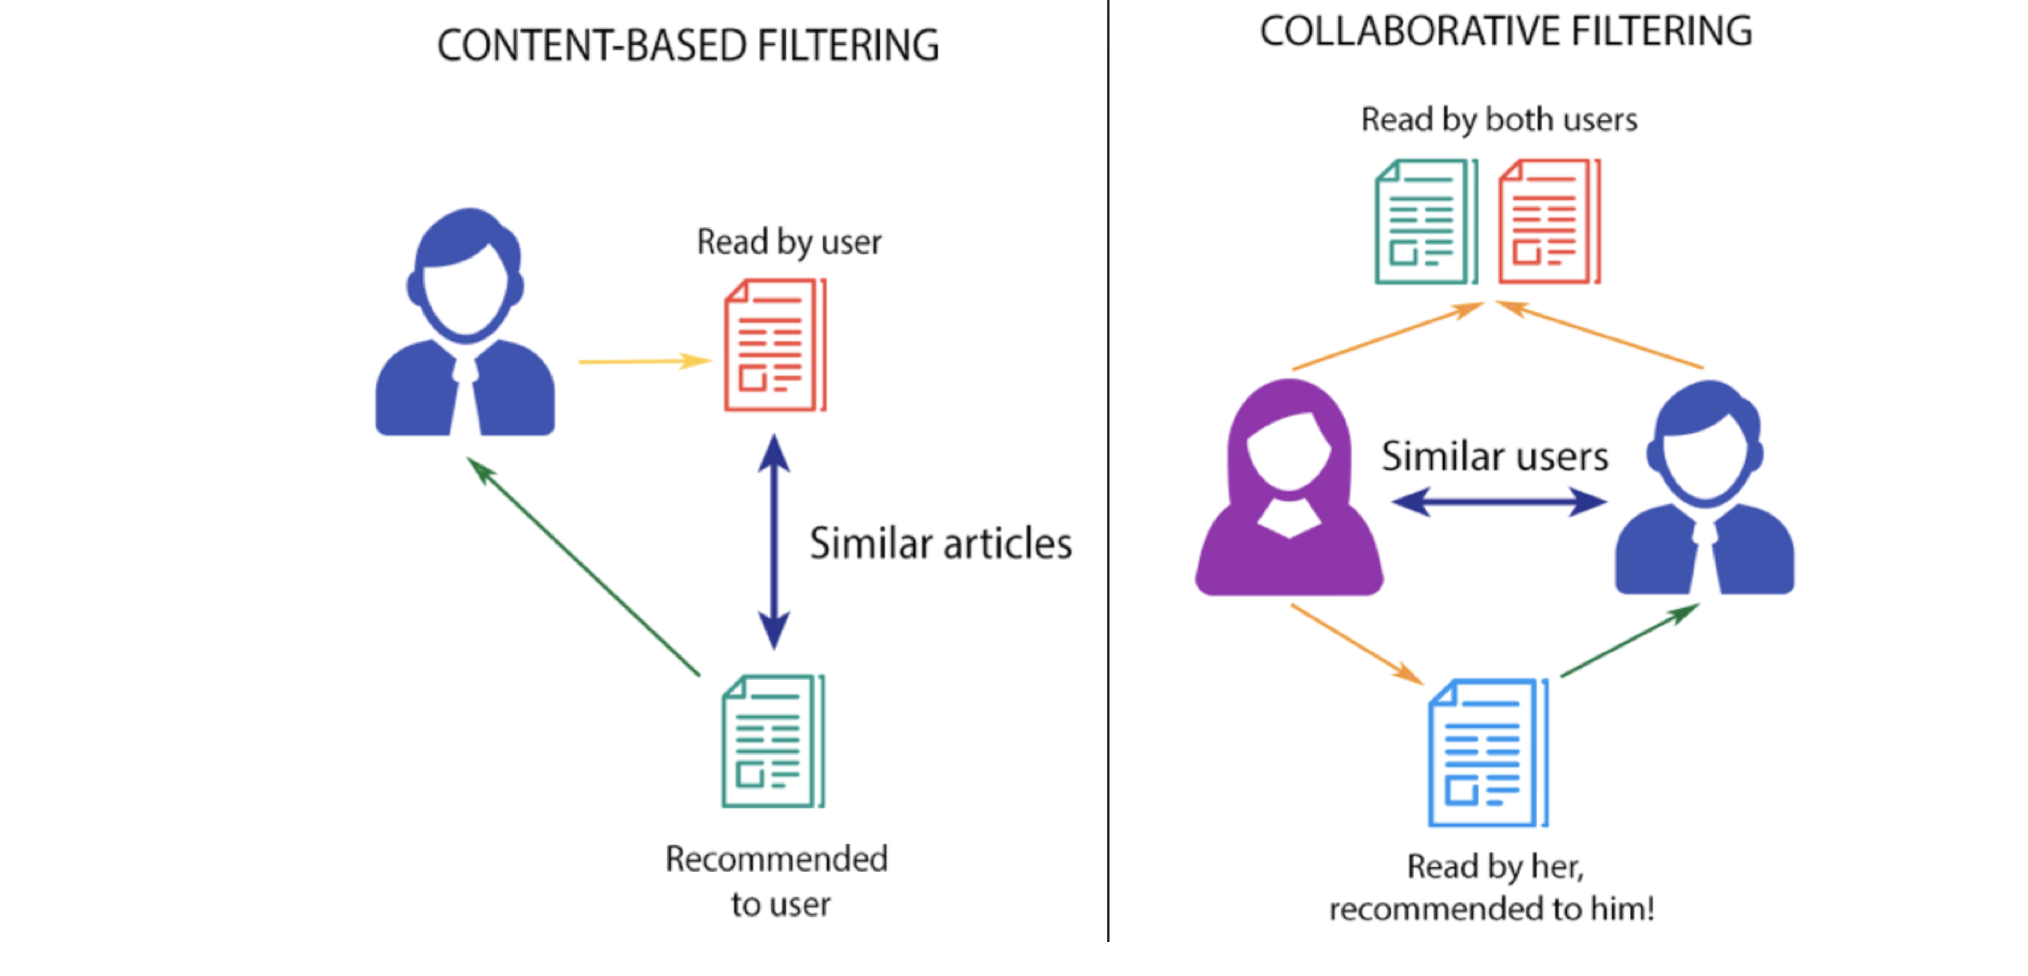 CONTENT-BASED FILTERING
Read by user
Similar articles
Recommended
to user
COLLABORATIVE FILTERING
Read by both users
Similar users
Read by her,
recommended to him!